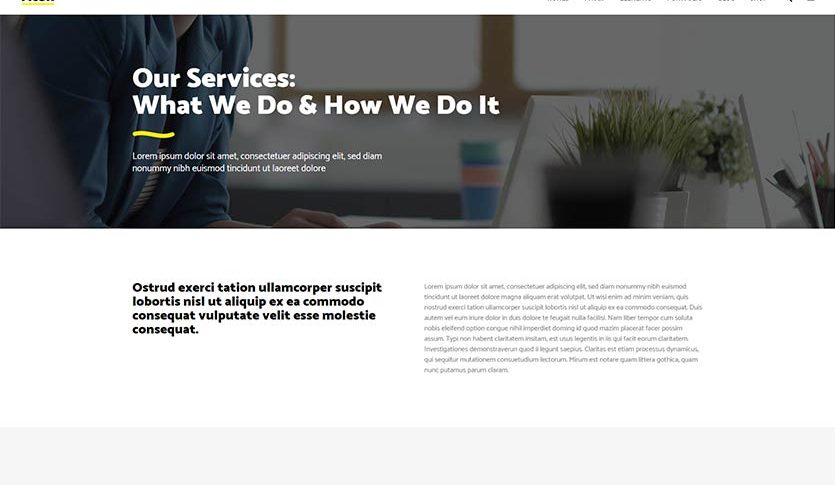 Our Services:
What We Do & How We Do It
Lorem ipsum dolor sit amet, consectetuer adipiscing elit, sed diam
nonummy nibh euismod tincidunt ut laoreet dolore
Ostrud exerci tation ullamcorper suscipit
lobortis nisl ut aliquip ex ea commodo
consequat vulputate velit esse molestie
consequat.
Lorem ipsum dolor sit amet, consectetuer adipiscing elit, sed diam nonummy nibh euismod
tincidunt ut laoreet dolore magna aliquam erat volutpat. Ut wisi enim ad minim veniam, quis
nostrud exerci tation ullamcorper suscipit lobortis nisl ut aliquip ex ea commodo consequat. Duis
autem vel eum iriure dolor in duis dolore te feugait nulla facilisi. Nam liber tempor cum soluta
nobis eleifend option congue nihil imperdiet doming id quod mazim placerat facer possim
assum. Typi non habent claritatem insitam, est usus legentis in iis qui facit eorum claritatem.
Investigationes demonstraverun quod ii legunt saepius. Claritas est etiam processus dynamicus,
qui sequitur mutationem consuetudium lectorum. Mirum est notare quam littera gothica, quam
nunc putamus parum claram.